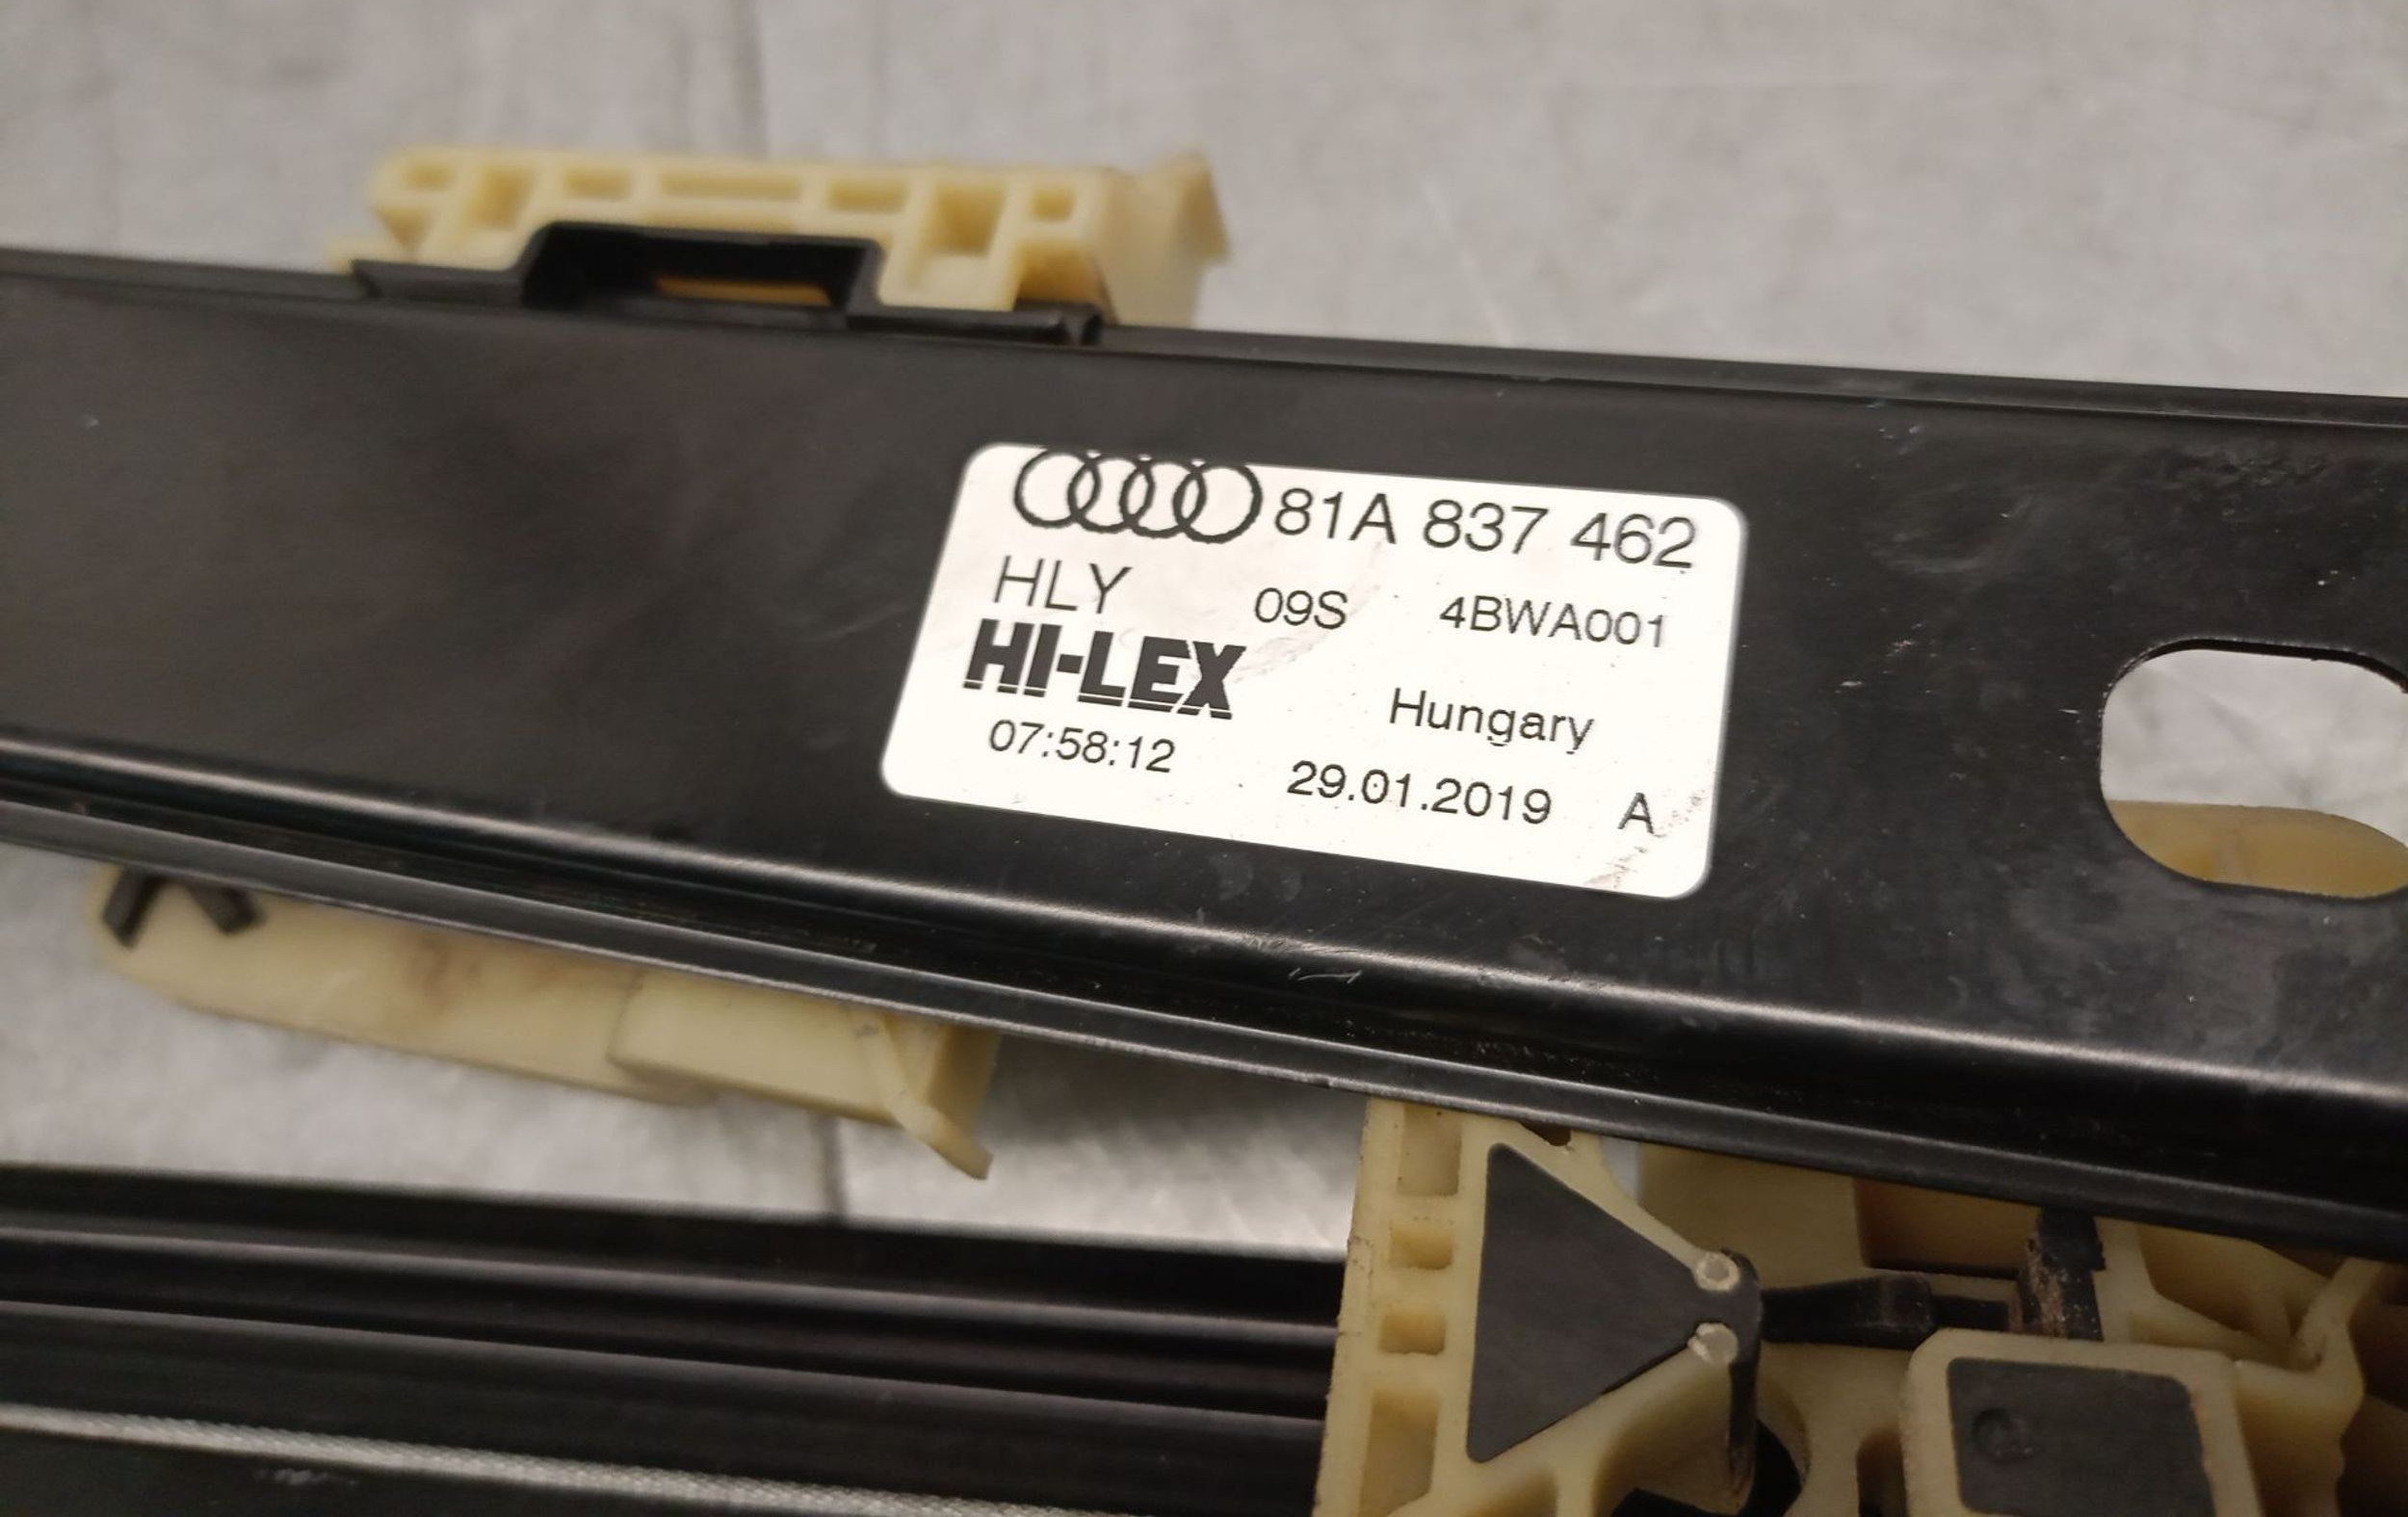 81A 837 462
HLY 09S 4BWA001
HI-LEX
Hungary
07:58:12 29.01.2019 A